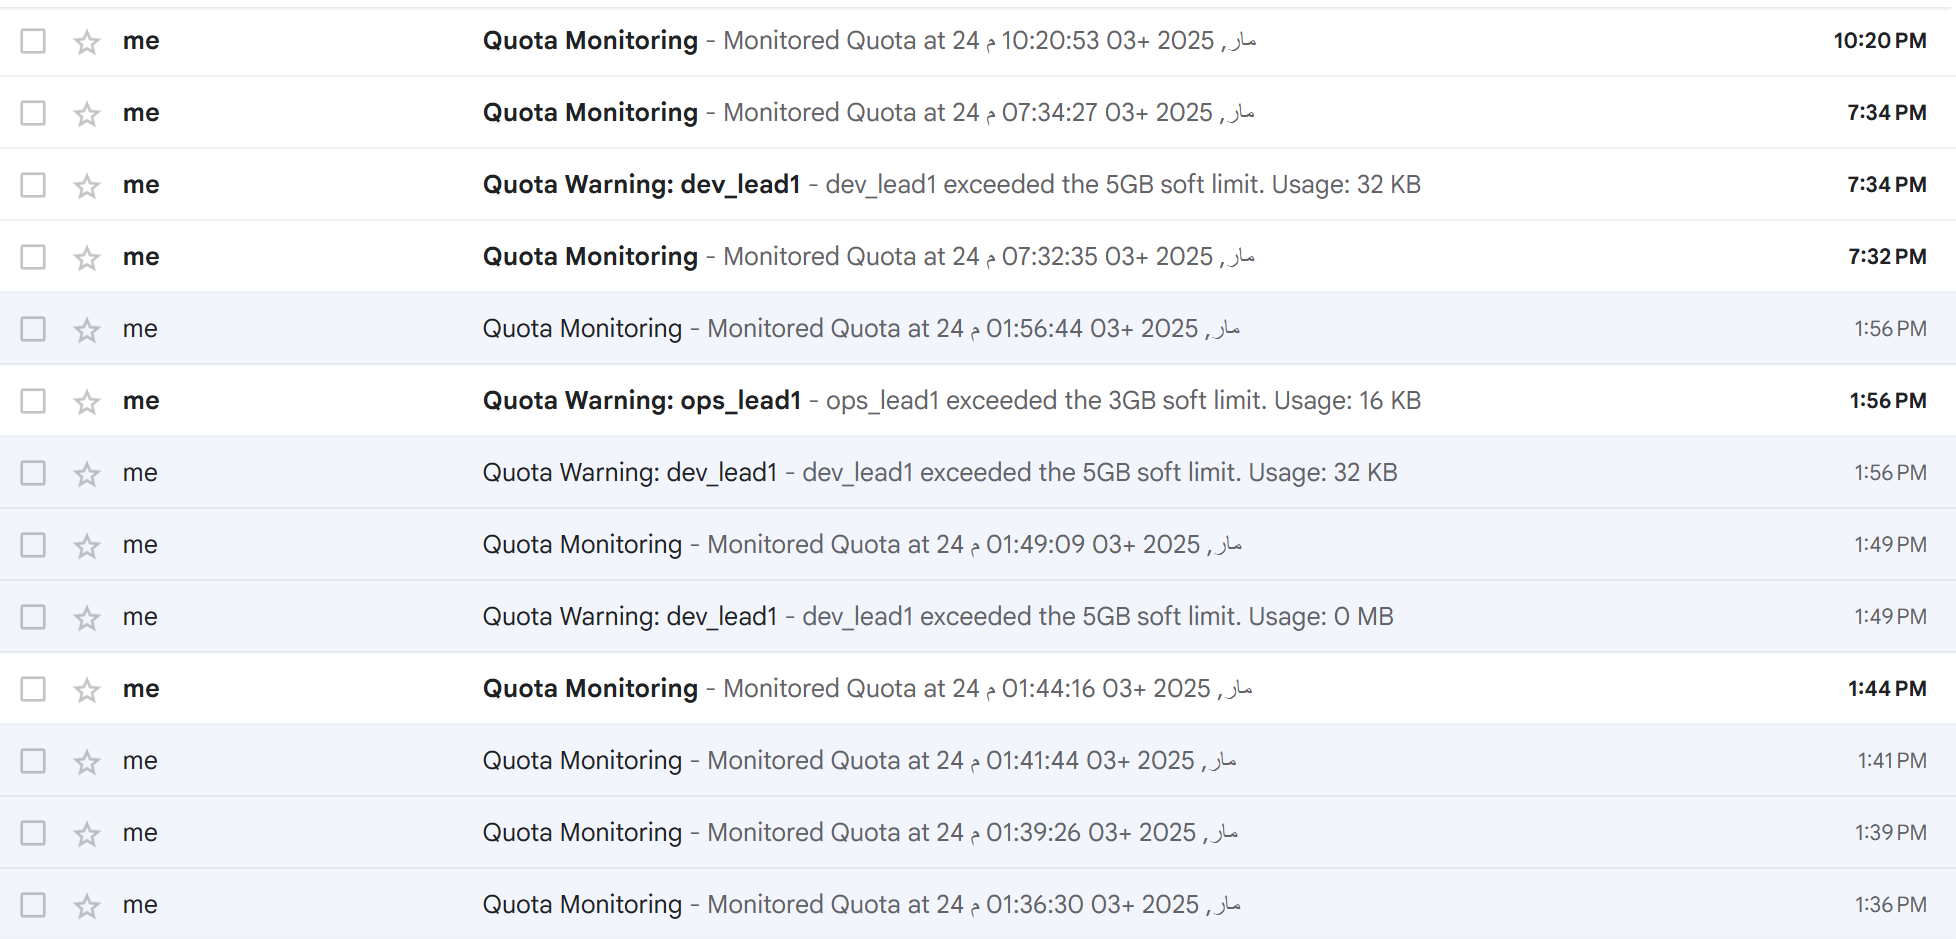 me Quota Monitoring - Monitored Quota at 24 م 10:20:53 03+ 2025 ,مار 10:20 PM
me Quota Monitoring - Monitored Quota at 24 م 07:34:27 03+ 2025 ,مار 7:34 PM
me Quota Warning: dev_lead1 - dev_lead1 exceeded the 5GB soft limit. Usage: 32 KB 7:34 PM
me Quota Monitoring - Monitored Quota at 24 م 07:32:35 03+ 2025 ,مار 7:32 PM
me Quota Monitoring - Monitored Quota at 24 م 01:56:44 03+ 2025 ,مار 1:56 PM
me Quota Warning: ops_lead1 - ops_lead1 exceeded the 3GB soft limit. Usage: 16 KB 1:56 PM
me Quota Warning: dev_lead1 - dev_lead1 exceeded the 5GB soft limit. Usage: 32 KB 1:56 PM
me Quota Monitoring - Monitored Quota at 24 م 01:49:09 03+ 2025 ,مار 1:49 PM
me Quota Warning: dev_lead1 - dev_lead1 exceeded the 5GB soft limit. Usage: 0 MB 1:49 PM
me Quota Monitoring - Monitored Quota at 24 م 01:44:16 03+ 2025 ,مار 1:44 PM
me Quota Monitoring - Monitored Quota at 24 م 01:41:44 03+ 2025 ,مار 1:41 PM
me Quota Monitoring - Monitored Quota at 24 م 01:39:26 03+ 2025 ,مار 1:39 PM
me Quota Monitoring - Monitored Quota at 24 م 01:36:30 03+ 2025 ,مار 1:36 PM